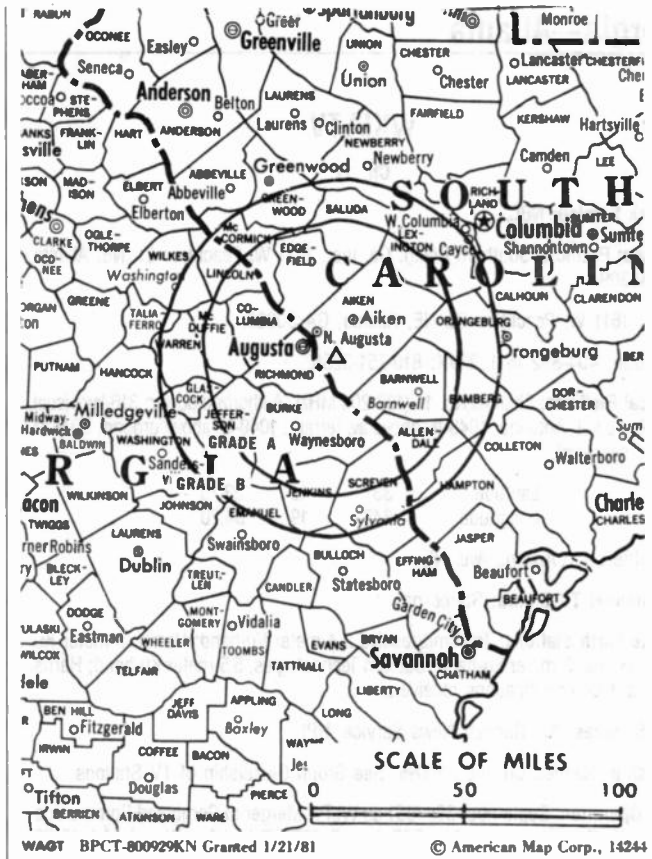 RABUN
OCONEE
Easley
Greer
Spartanburg
Greenville
UNION
CHESTER
Monroe
Lancaster
LANCASTER
Seneca
Anderson
Belton
Union
Chester
LAURENS
FAIRFIELD
KERSHAW
Hartsville
STE-
PHENS
FRANK-
LIN
HART
ANDERSON
Laurens
Clinton
NEWBERRY
Newberry
Camden
LEE
ABBEVILLE
Abbeville
Greenwood
GREEN-
WOOD
MAD-
ISON
ELBERT
Elberton
SALUDA
SOUTH
RICH-
LAND
W. Columbia
Columbia
SUMTER
LEX-
INGTON
Cayce
Shannontown
CLARKE
OCO-
NEE
OGLE-
THORPE
WILKES
Washington
Mc
CORMICK
LINCOLN
EDGE-
FIELD
CAROLIN
CALHOUN
CLARENDON
GREENE
TALIA-
FERRO
Mc
DUFFIE
CO-
LUMBIA
AIKEN
Aiken
ORANGEBURG
Orangeburg
WARREN
Augusta
N. Augusta
RICHMOND
PUTNAM
HANCOCK
GLAS-
COCK
JEFFER-
SON
BURKE
Waynesboro
BARNWELL
Barnwell
BAMBERG
DOR-
CHESTER
Milledgeville
Midway-
Hardwick
BALDWIN
WASHINGTON
GRADE A
ALLEN-
DALE
COLLETON
Walterboro
R G I A
GRADE B
WILKINSON
JOHNSON
EMANUEL
JENKINS
SCREVEN
Sylvania
HAMPTON
CHARLES
TWIGGS
LAURENS
Dublin
Swainsboro
BULLOCH
Statesboro
EFFING
HAM
JASPER
Beaufort
BEAUFORT
BLECK-
LEY
TREUT-
LEN
CANDLER
Garden City
DODGE
Eastman
MONT-
GOMERY
Vidalia
WHEELER
TOOMBS
EVANS
TATTNALL
BRYAN
Savannah
CHATHAM
TELFAIR
LIBERTY
BEN HILL
Fitzgerald
JEFF
DAVIS
APPLING
Baxley
LONG
IRWIN
COFFEE
BACON
Tifton
Douglas
PIERCE
BERRIEN
ATKINSON
WARE
SCALE OF MILES
0 50 100
WAGT BPCT-800929KN Granted 1/21/81
© American Map Corp., 14244